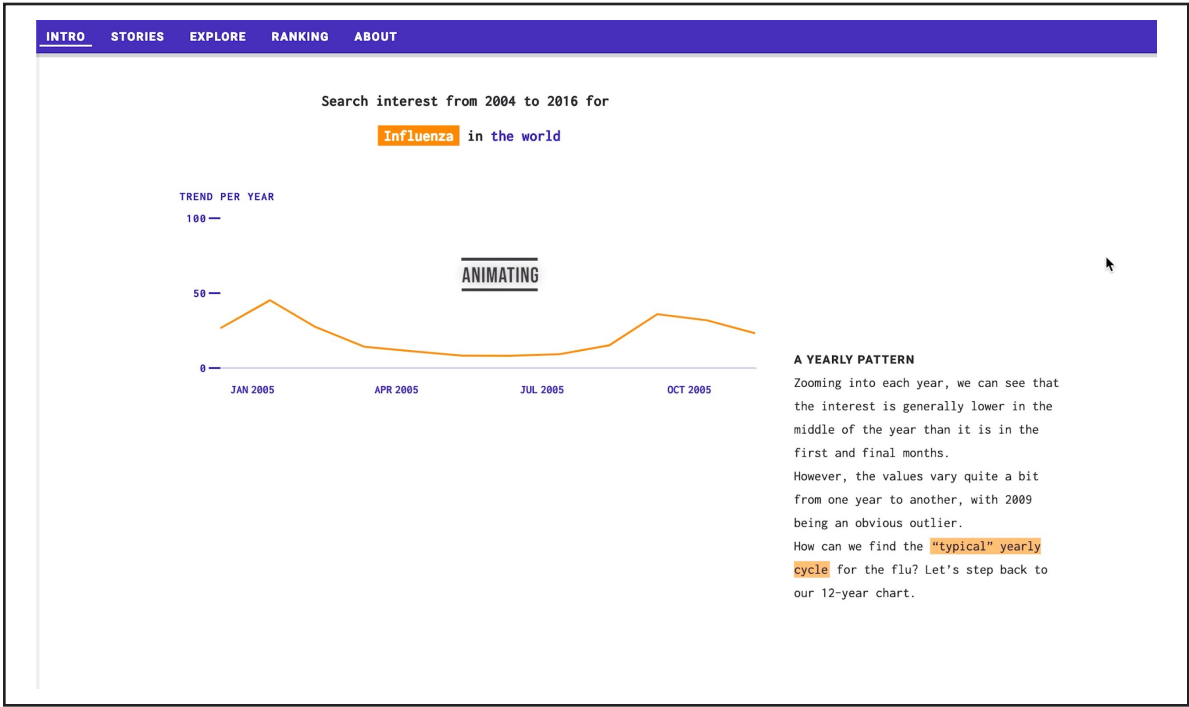 INTRO STORIES EXPLORE RANKING ABOUT
Search interest from 2004 to 2016 for
Influenza in the world
TREND PER YEAR
100
ANIMATING
50
0
JAN 2005 APR 2005 JUL 2005 OCT 2005
A YEARLY PATTERN
Zooming into each year, we can see that
the interest is generally lower in the
middle of the year than it is in the
first and final months.
However, the values vary quite a bit
from one year to another, with 2009
being an obvious outlier.
How can we find the “typical” yearly
cycle for the flu? Let’s step back to
our 12-year chart.